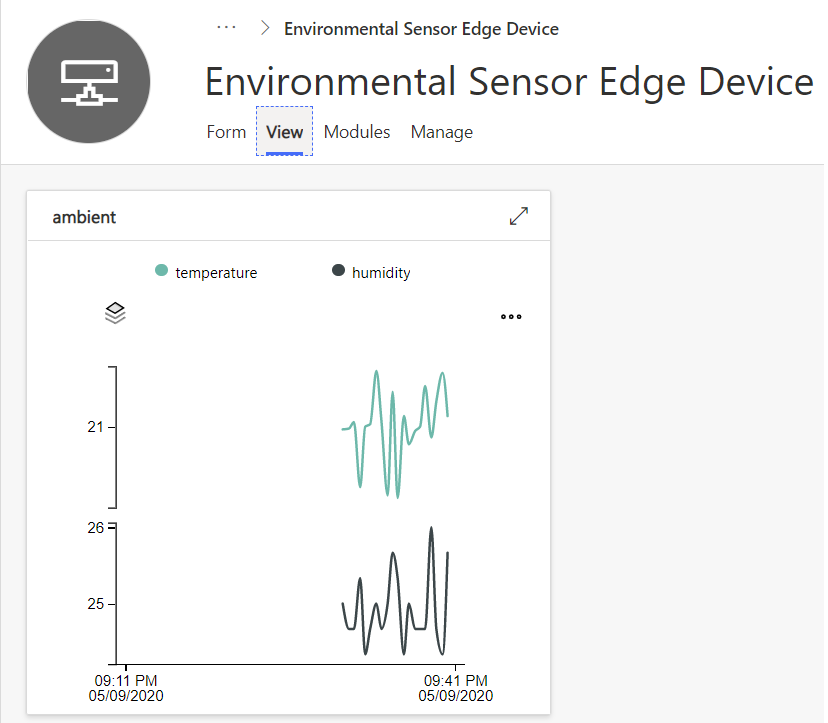 ... > Environmental Sensor Edge Device
Environmental Sensor Edge Device
Form View Modules Manage
ambient
temperature humidity
21
26
25
09:11 PM 09:41 PM
05/09/2020 05/09/2020